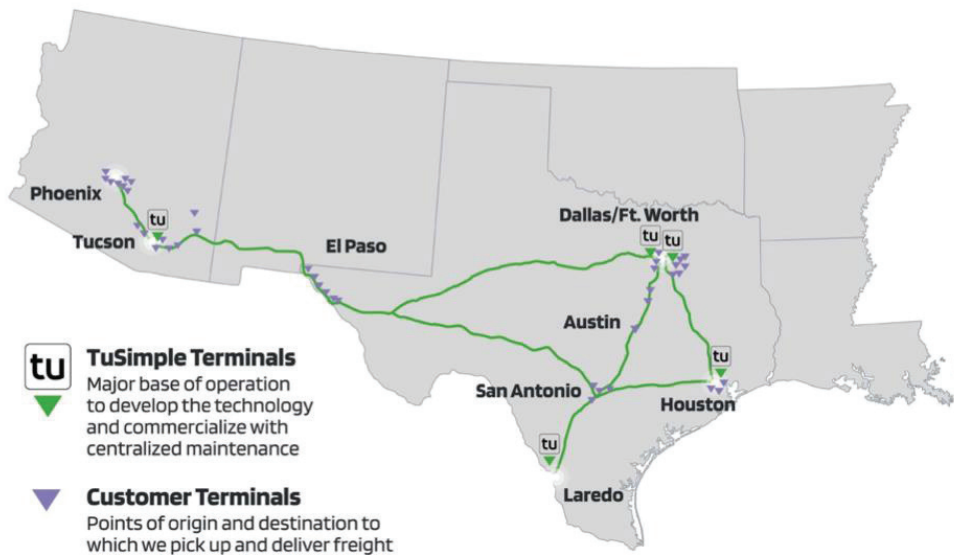 Phoenix
tu
Tucson
El Paso
Dallas/Ft. Worth
tu
tu
Austin
San Antonio
tu
Houston
tu
Laredo
tu
TuSimple Terminals
Major base of operation
to develop the technology
and commercialize with
centralized maintenance
Customer Terminals
Points of origin and destination to
which we pick up and deliver freight